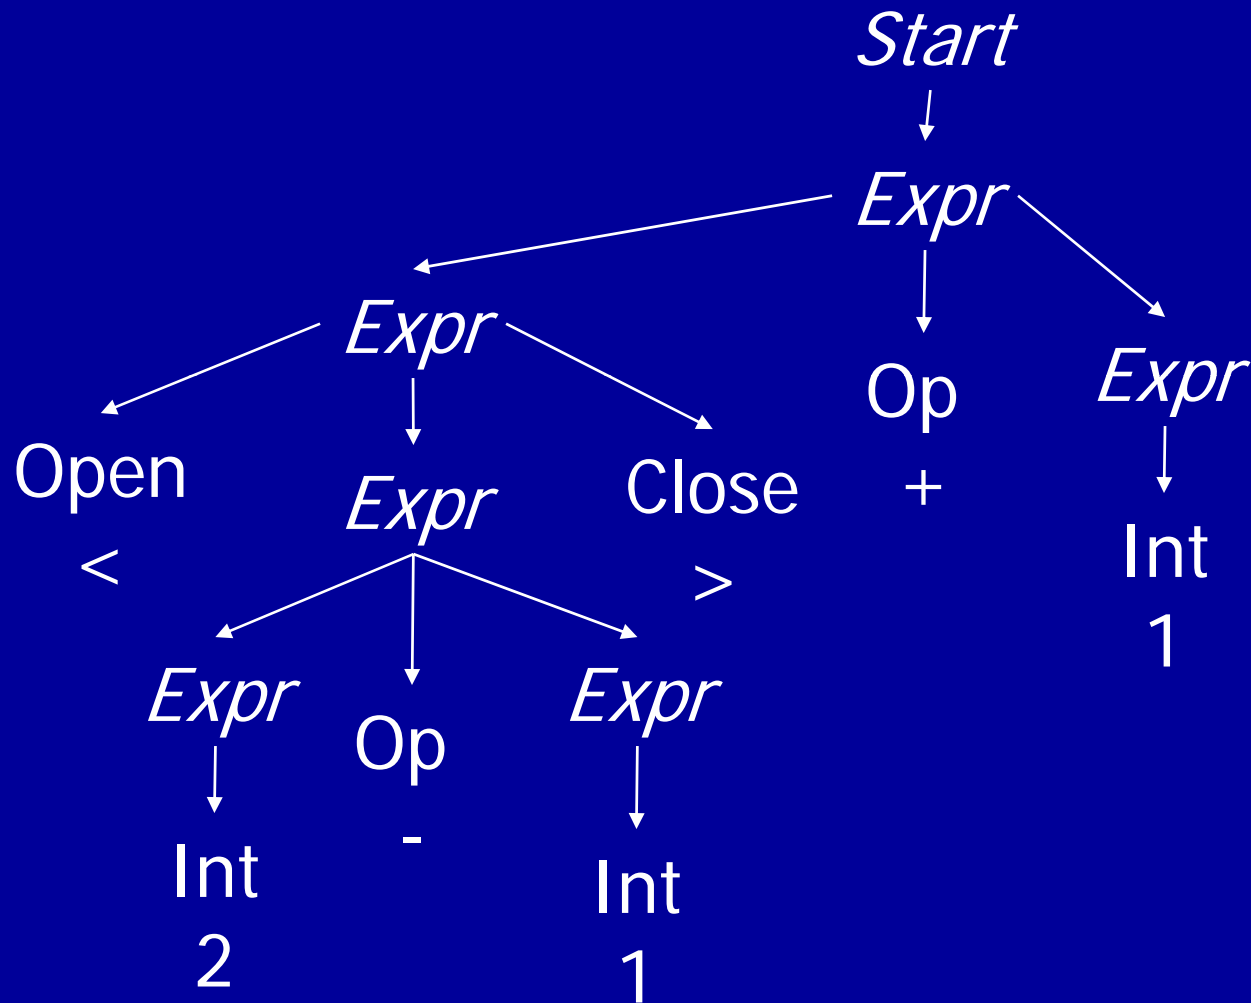 Start
Expr
Expr
Op
+
Expr
Int
1
Open
<
Expr
Close
>
Expr
Op
-
Expr
Int
2
Int
1